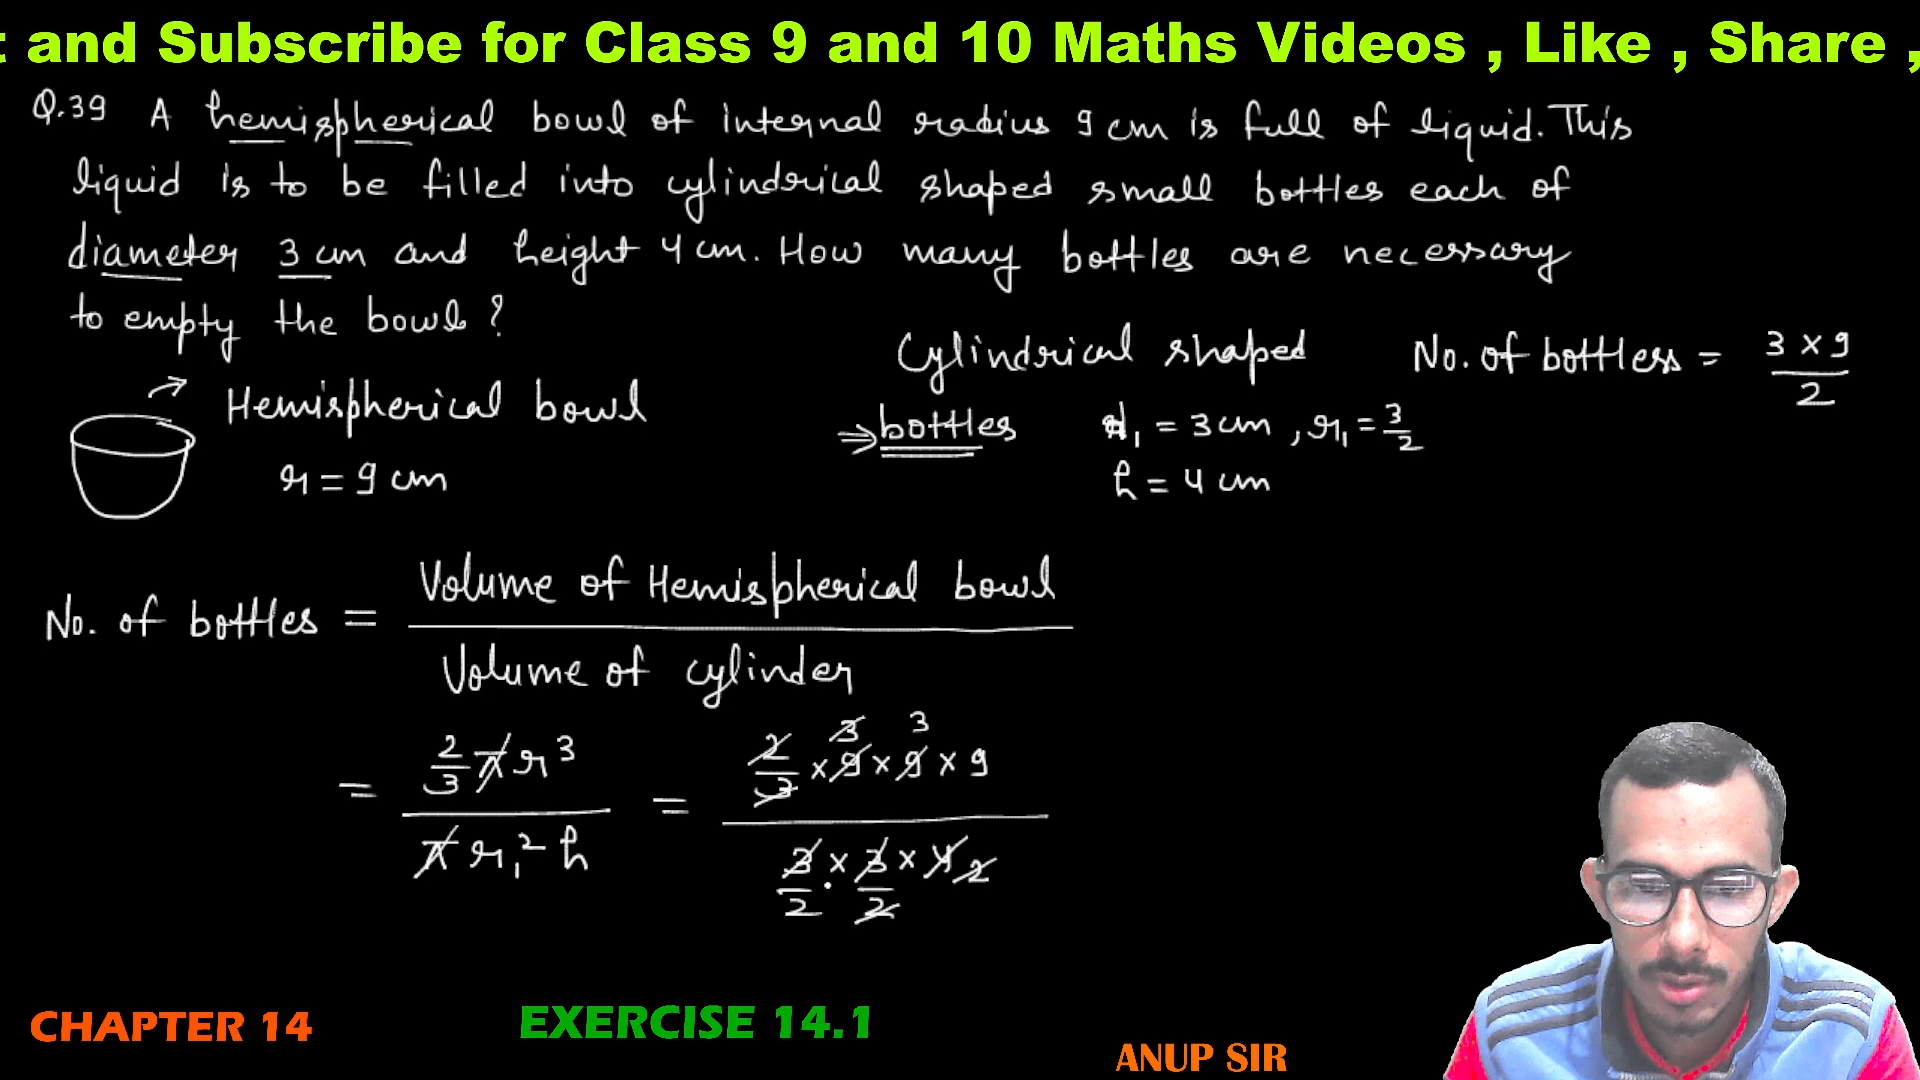 t and Subscribe for Class 9 and 10 Maths Videos , Like , Share ,
Q.39 A hemispherical bowl of internal radius 9 cm is full of liquid. This
liquid is to be filled into cylindrical shaped small bottles each of
diameter 3 cm and height 4 cm. How many bottles are necessary
to empty the bowl ?
Hemispherical bowl
r = 9 cm
Cylindrical shaped
⇒ bottles d₁ = 3 cm , r₁ = 3/2
h = 4 cm
No. of bottless = 3 × 9 / 2
No. of bottles = Volume of Hemispherical bowl / Volume of cylinder
= 2/3 π r³ / π r₁² h = 2/3 × 9 × 9 × 9 / 3/2 × 3/2 × 4
3 3
2
CHAPTER 14
EXERCISE 14.1
ANUP SIR